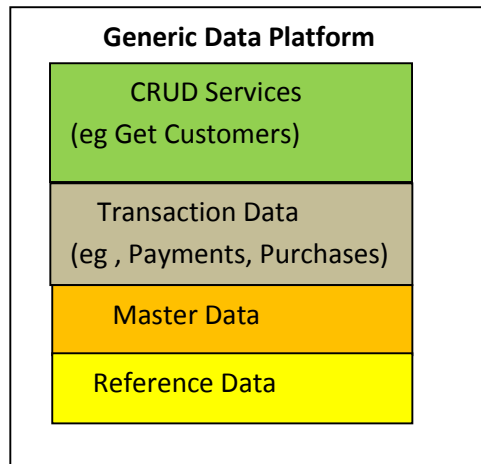 Generic Data Platform
CRUD Services
(eg Get Customers)
Transaction Data
(eg , Payments, Purchases)
Master Data
Reference Data